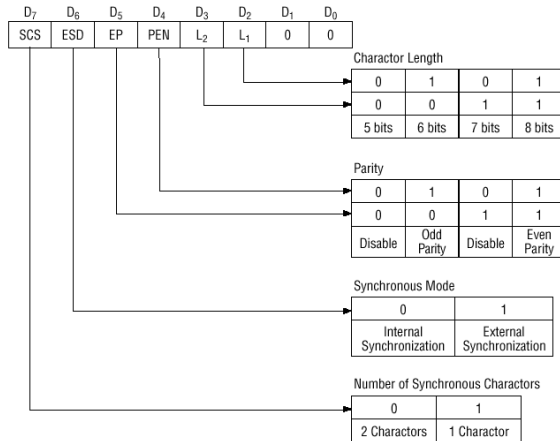 D7 D6 D5 D4 D3 D2 D1 D0
SCS ESD EP PEN L2 L1 0 0
Charactor Length
0 1 0 1
0 0 1 1
5 bits 6 bits 7 bits 8 bits
Parity
0 1 0 1
0 0 1 1
Disable Odd Parity Disable Even Parity
Synchronous Mode
0 1
Internal Synchronization External Synchronization
Number of Synchronous Charactors
0 1
2 Charactors 1 Charactor